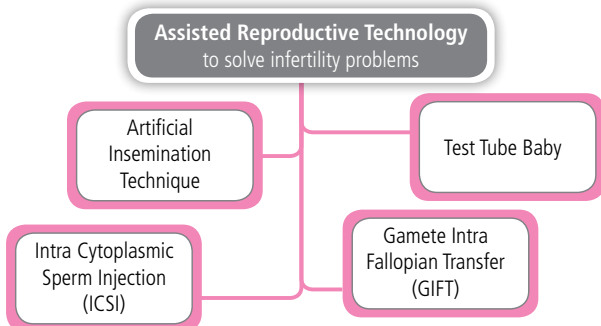 Assisted Reproductive Technology
to solve infertility problems
Artificial
Insemination
Technique
Test Tube Baby
Intra Cytoplasmic
Sperm Injection
(ICSI)
Gamete Intra
Fallopian Transfer
(GIFT)